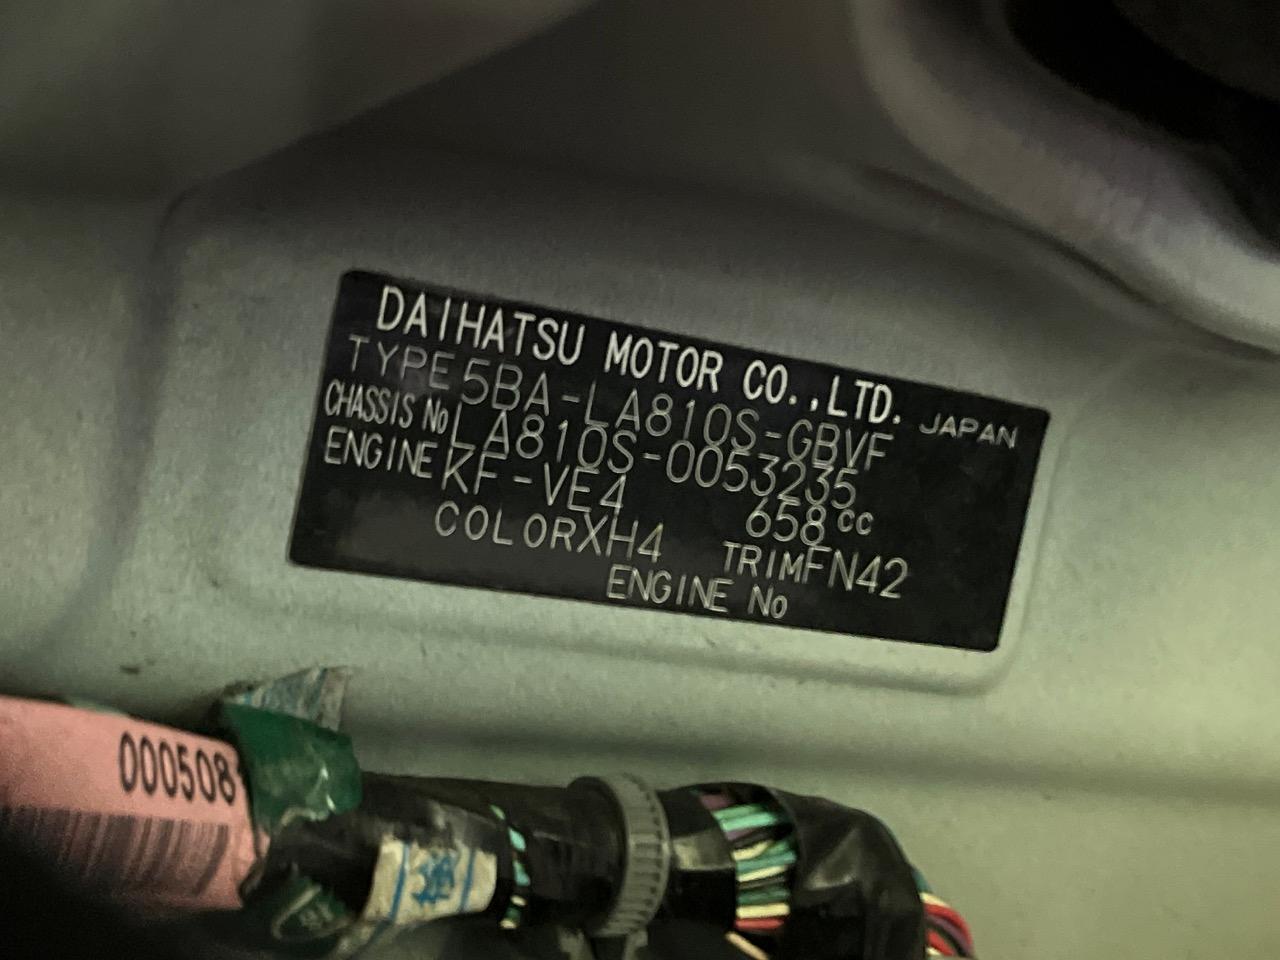 DAIHATSU MOTOR CO.,LTD. JAPAN
TYPE 5BA-LA810S-GBVF
CHASSIS No LA810S-0053235
ENGINE KF-VE4 658cc
COLOR XH4 TRIM FN42
ENGINE No
000508